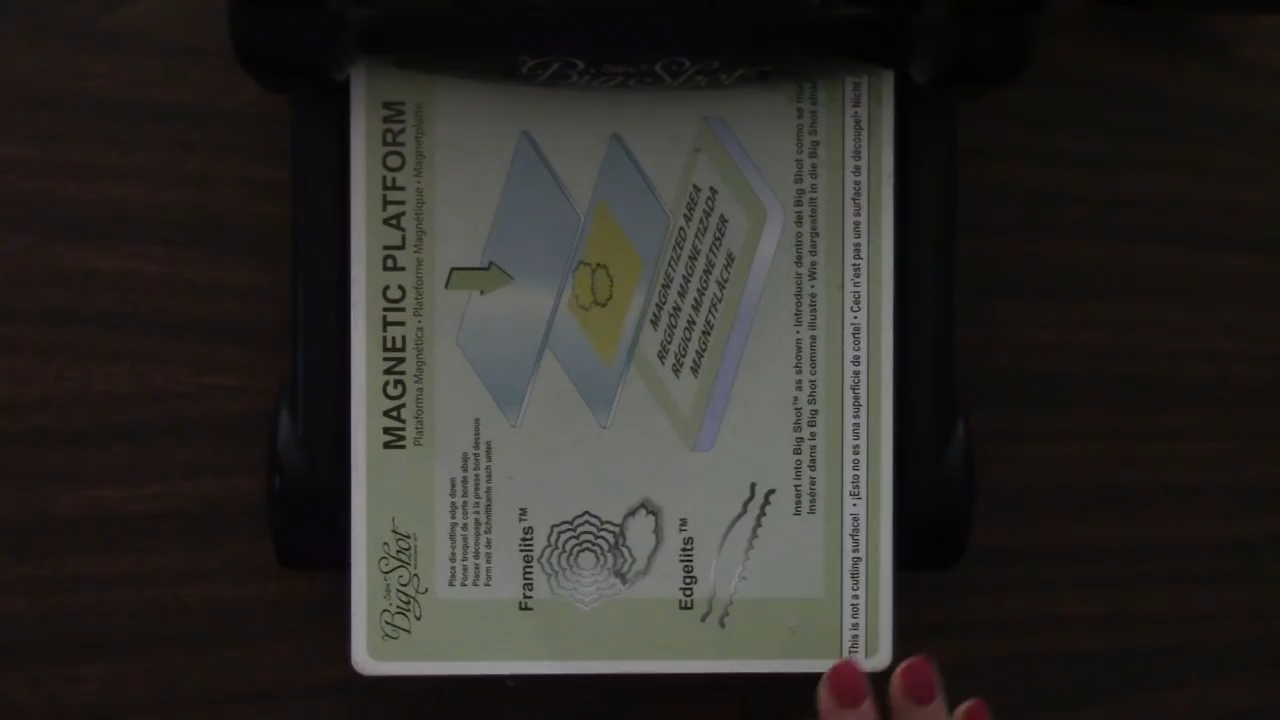 Big Shot
Sizzix
Big Shot
MAGNETIC PLATFORM
Plataforma Magnética • Plateforme Magnétique • Magnetplatte
Place die-cutting edge down
Poner troquel de corte borde abajo
Placer découpage à la presse bord dessous
Form mit der Schnittkante nach unten
Framelits™
Edgelits™
MAGNETIZED AREA
REGIÓN MAGNETIZADA
RÉGION MAGNETISER
MAGNETFLÄCHE
Insert into Big Shot™ as shown • Introducir dentro del Big Shot como se
Insérer dans le Big Shot comme illustré • Wie dargestellt in die Big Shot
This is not a cutting surface! • ¡Esto no es una superficie de corte! • Ceci n'est pas une surface de découpe! • Nicht